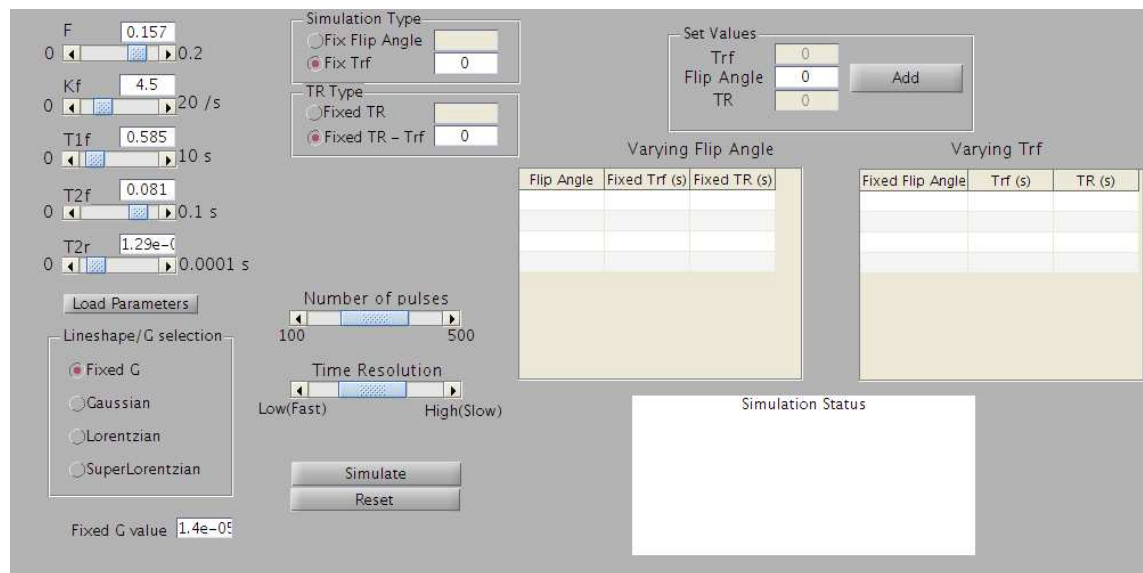 F 0.157
0 0.2
Kf 4.5
0 20 /s
T1f 0.585
0 10 s
T2f 0.081
0 0.1 s
T2r 1.29e-(
0 0.0001 s
Load Parameters
Lineshape/G selection
Fixed G
Gaussian
Lorentzian
SuperLorentzian
Fixed G value 1.4e-05
Simulation Type
Fix Flip Angle
Fix Trf 0
TR Type
Fixed TR
Fixed TR - Trf 0
Number of pulses
100 500
Time Resolution
Low(Fast) High(Slow)
Simulate
Reset
Set Values
Trf 0
Flip Angle 0
TR 0
Add
Varying Flip Angle
Flip Angle Fixed Trf (s) Fixed TR (s)
Varying Trf
Fixed Flip Angle Trf (s) TR (s)
Simulation Status